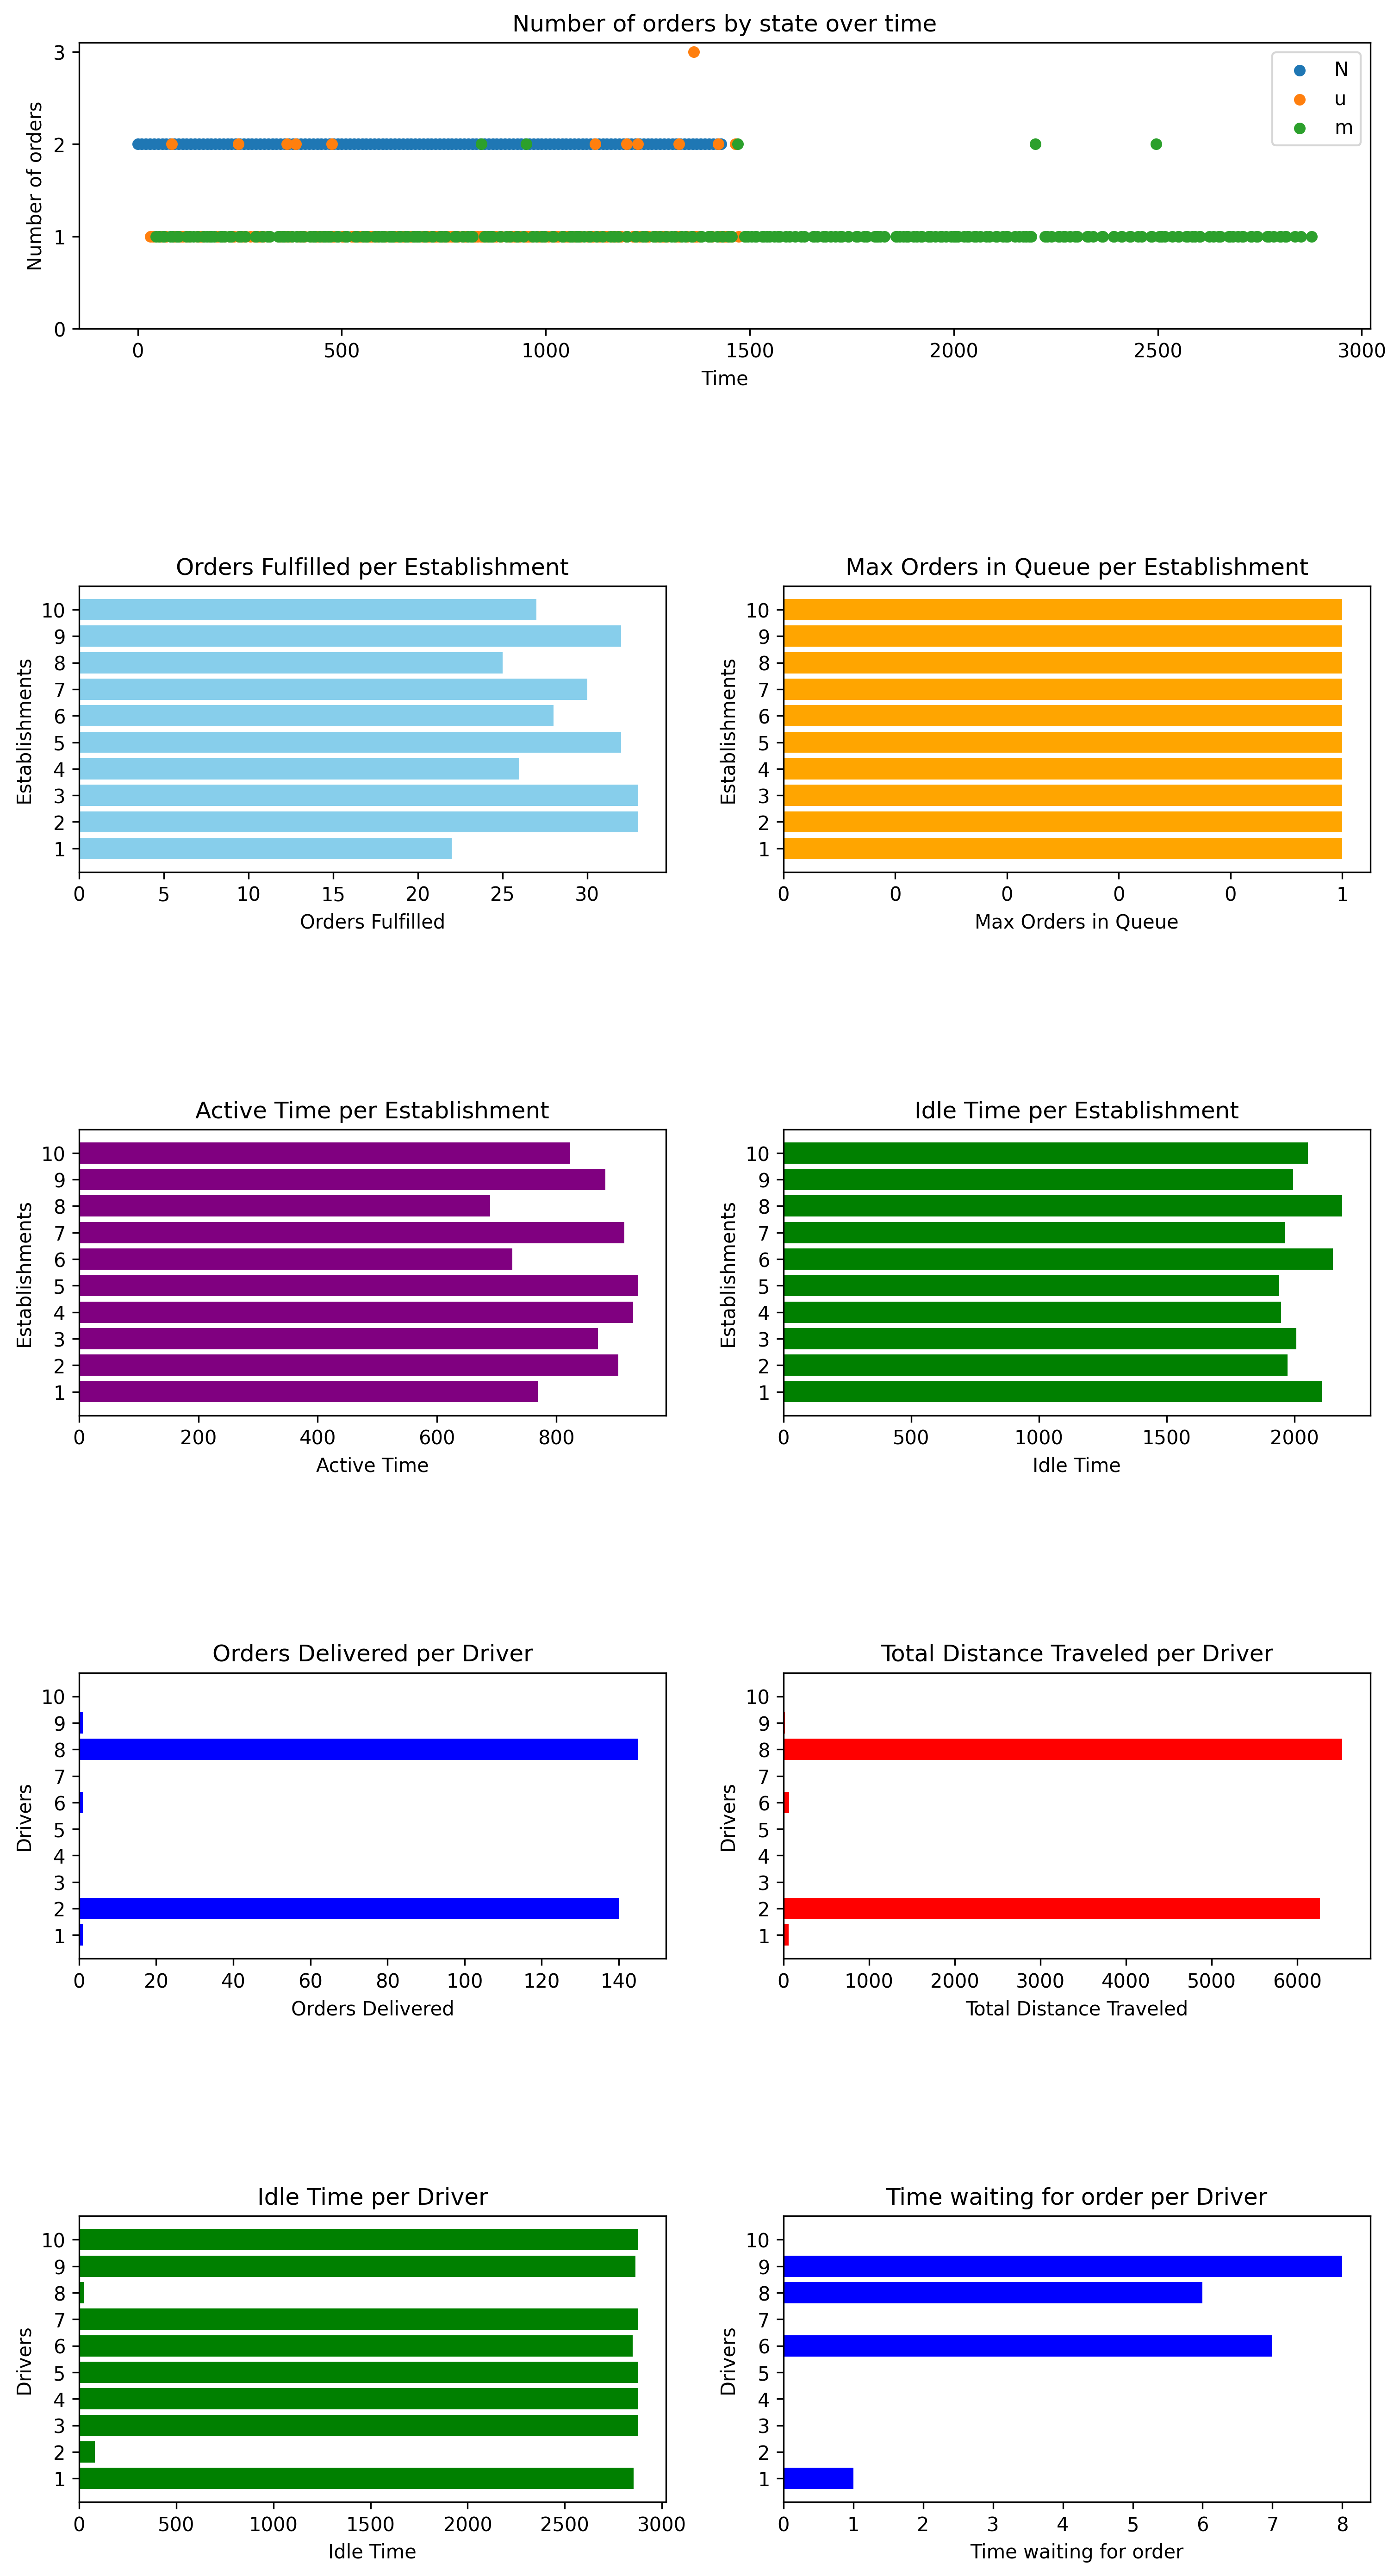 Number of orders by state over time
Number of orders
3
2
1
0
N
u
m
0 500 1000 1500 2000 2500 3000
Time
Orders Fulfilled per Establishment
Establishments
10
9
8
7
6
5
4
3
2
1
0 5 10 15 20 25 30
Orders Fulfilled
Max Orders in Queue per Establishment
Establishments
10
9
8
7
6
5
4
3
2
1
0 0 0 0 0 1
Max Orders in Queue
Active Time per Establishment
Establishments
10
9
8
7
6
5
4
3
2
1
0 200 400 600 800
Active Time
Idle Time per Establishment
Establishments
10
9
8
7
6
5
4
3
2
1
0 500 1000 1500 2000
Idle Time
Orders Delivered per Driver
Drivers
10
9
8
7
6
5
4
3
2
1
0 20 40 60 80 100 120 140
Orders Delivered
Total Distance Traveled per Driver
Drivers
10
9
8
7
6
5
4
3
2
1
0 1000 2000 3000 4000 5000 6000
Total Distance Traveled
Idle Time per Driver
Drivers
10
9
8
7
6
5
4
3
2
1
0 500 1000 1500 2000 2500 3000
Idle Time
Time waiting for order per Driver
Drivers
10
9
8
7
6
5
4
3
2
1
0 1 2 3 4 5 6 7 8
Time waiting for order